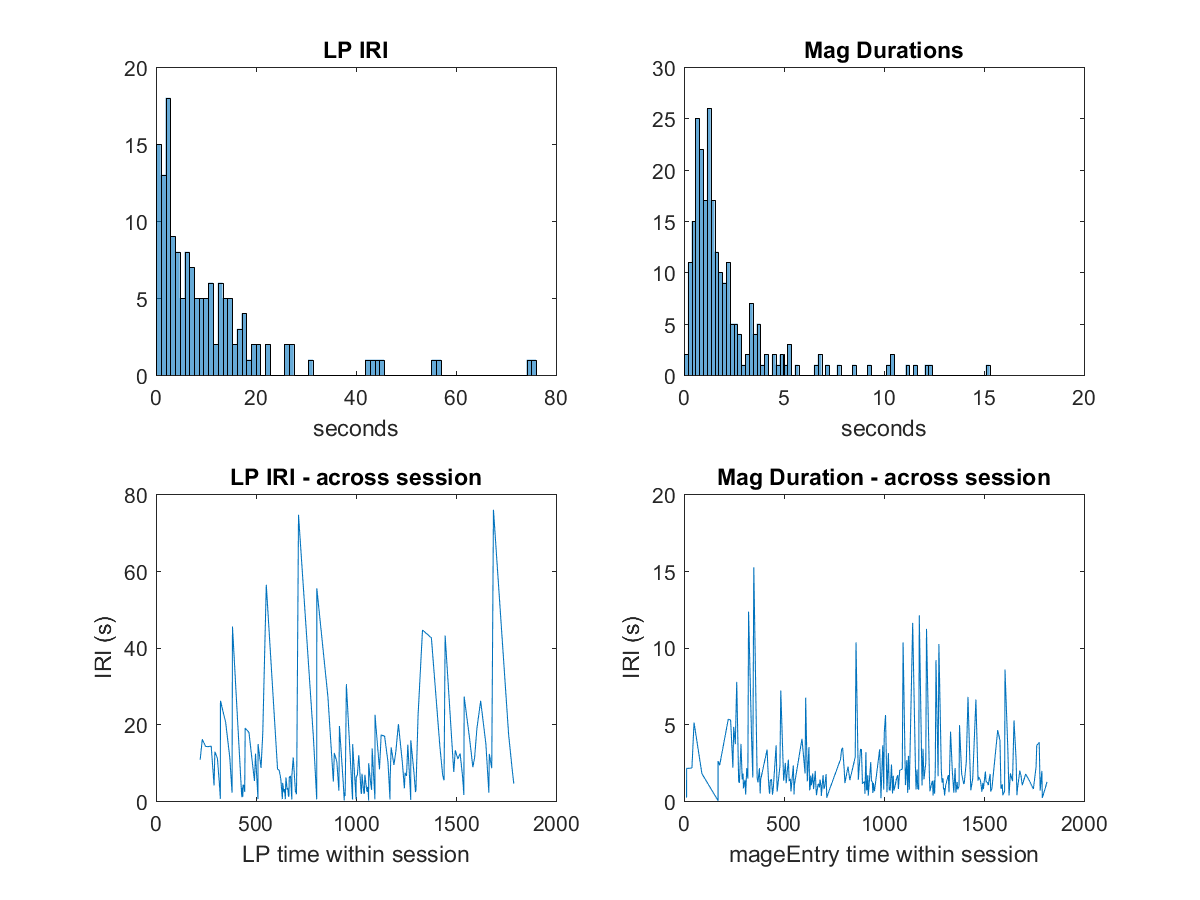 LP IRI
20
15
10
5
0
0 20 40 60 80
seconds
Mag Durations
30
25
20
15
10
5
0
0 5 10 15 20
seconds
LP IRI - across session
80
60
40
20
0
IRI (s)
0 500 1000 1500 2000
LP time within session
Mag Duration - across session
20
15
10
5
0
IRI (s)
0 500 1000 1500 2000
mageEntry time within session